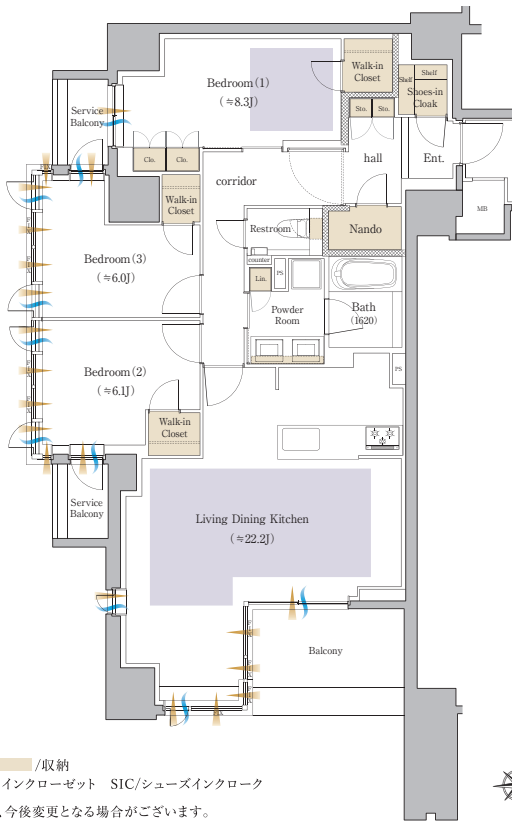 Bedroom(1)
(≒8.3J)
Walk-in
Closet
Shelf
Shelf
Shoes-in
Cloak
Sto.
Sto.
Service
Balcony
Clo.
Clo.
hall
Ent.
corridor
Walk-in
Closet
MB
Restroom
Nando
counter
Lin.
PS
Bedroom(3)
(≒6.0J)
Powder
Room
Bath
(1620)
Bedroom(2)
(≒6.1J)
PS
Walk-in
Closet
Service
Balcony
Living Dining Kitchen
(≒22.2J)
Balcony
/収納
インクローゼット SIC/シューズインクローク
、今後変更となる場合がございます。